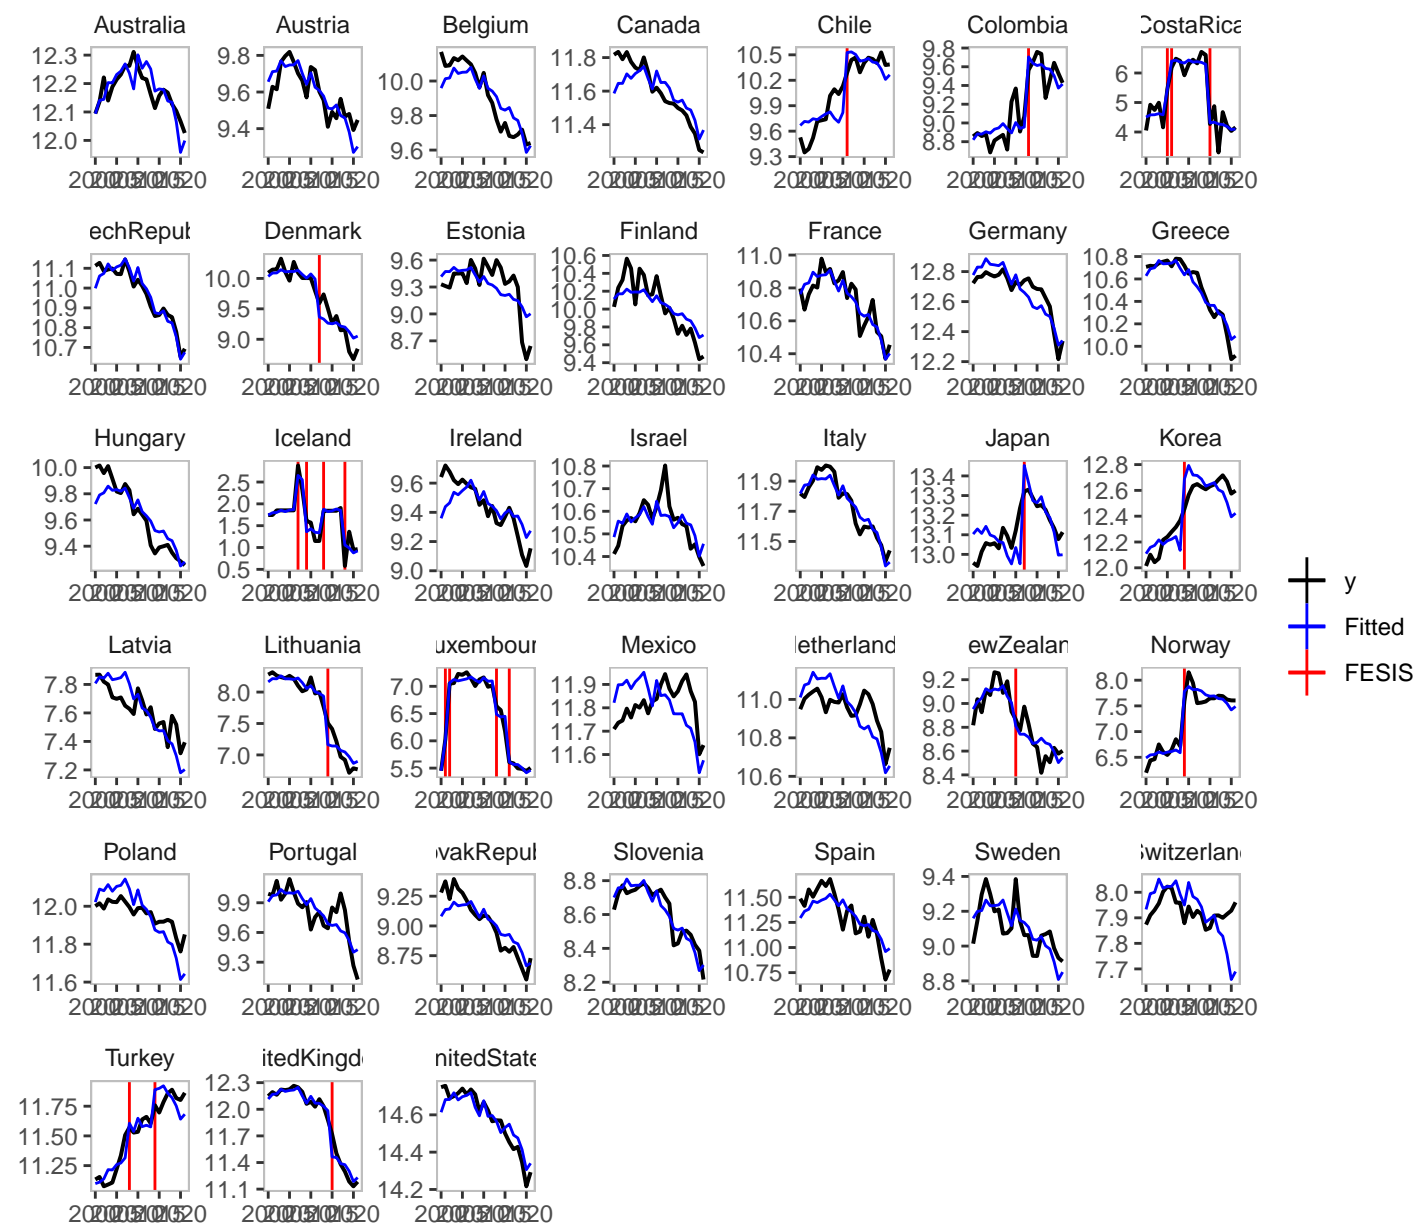 Australia Austria Belgium Canada Chile Colombia CostaRica
12.3 12.2 12.1 12.0
9.8 9.6 9.4
10.0 9.8 9.6
11.8 11.6 11.4
10.5 10.2 9.9 9.6 9.3
9.8 9.6 9.4 9.2 9.0 8.8
6 5 4
echRepub Denmark Estonia Finland France Germany Greece
11.1 11.0 10.9 10.8 10.7
10.0 9.5 9.0
9.6 9.3 9.0 8.7
10.6 10.4 10.2 10.0 9.8 9.6 9.4
11.0 10.8 10.6 10.4
12.8 12.6 12.4 12.2
10.8 10.6 10.4 10.2 10.0
Hungary Iceland Ireland Israel Italy Japan Korea
10.0 9.8 9.6 9.4
2.5 2.0 1.5 1.0 0.5
9.6 9.4 9.2 9.0
10.8 10.7 10.6 10.5 10.4
11.9 11.7 11.5
13.4 13.3 13.2 13.1 13.0
12.8 12.6 12.4 12.2 12.0
y
Fitted
FESIS
Latvia Lithuania uxembour Mexico letherland ewZealan Norway
7.8 7.6 7.4 7.2
8.0 7.5 7.0
7.0 6.5 6.0 5.5
11.9 11.8 11.7 11.6
11.0 10.8 10.6
9.2 9.0 8.8 8.6 8.4
8.0 7.5 7.0 6.5
Poland Portugal ovakRepub Slovenia Spain Sweden Switzerland
12.0 11.8 11.6
9.9 9.6 9.3
9.25 9.00 8.75
8.8 8.6 8.4 8.2
11.50 11.25 11.00 10.75
9.4 9.2 9.0 8.8
8.0 7.9 7.8 7.7
Turkey itedKingdo nitedState
11.75 11.50 11.25
12.3 12.0 11.7 11.4 11.1
14.6 14.4 14.2